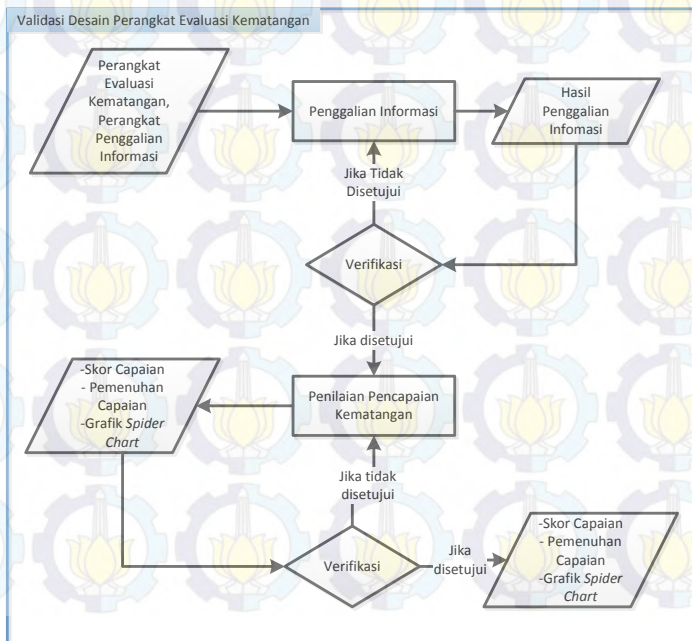 Validasi Desain Perangkat Evaluasi Kematangan
Perangkat
Evaluasi
Kematangan,
Perangkat
Penggalian
Informasi
Penggalian Informasi
Hasil
Penggalian
Infomasi
Jika Tidak
Disetujui
Verifikasi
Jika disetujui
-Skor Capaian
- Pemenuhan
Capaian
-Grafik Spider
Chart
Penilaian Pencapaian
Kematangan
Jika tidak
disetujui
Verifikasi
Jika
disetujui
-Skor Capaian
- Pemenuhan
Capaian
-Grafik Spider
Chart